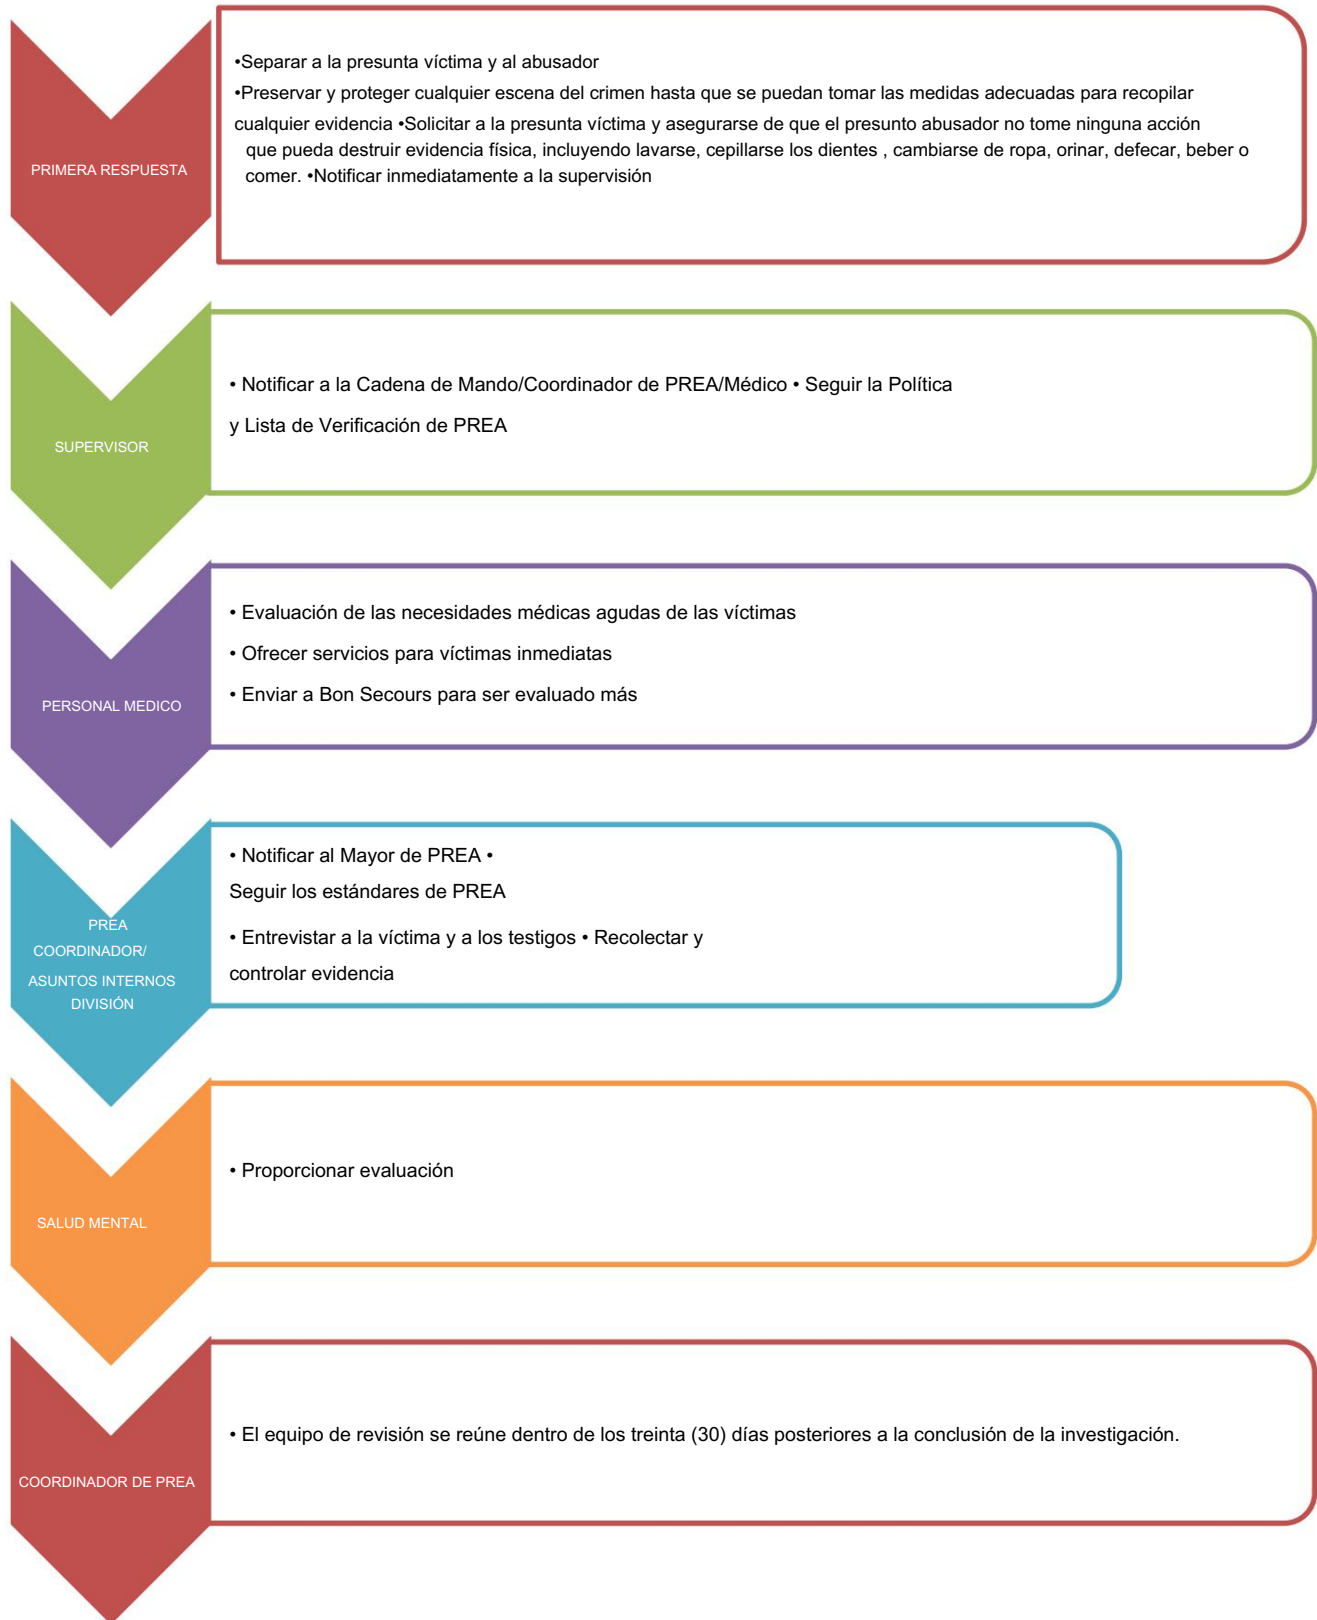 PRIMERA RESPUESTA
•Separar a la presunta víctima y al abusador
•Preservar y proteger cualquier escena del crimen hasta que se puedan tomar las medidas adecuadas para recopilar
cualquier evidencia •Solicitar a la presunta víctima y asegurarse de que el presunto abusador no tome ninguna acción
que pueda destruir evidencia física, incluyendo lavarse, cepillarse los dientes , cambiarse de ropa, orinar, defecar, beber o
comer. •Notificar inmediatamente a la supervisión
SUPERVISOR
• Notificar a la Cadena de Mando/Coordinador de PREA/Médico • Seguir la Política
y Lista de Verificación de PREA
PERSONAL MEDICO
• Evaluación de las necesidades médicas agudas de las víctimas
• Ofrecer servicios para víctimas inmediatas
• Enviar a Bon Secours para ser evaluado más
PREA
COORDINADOR/
ASUNTOS INTERNOS
DIVISIÓN
• Notificar al Mayor de PREA •
Seguir los estándares de PREA
• Entrevistar a la víctima y a los testigos • Recolectar y
controlar evidencia
SALUD MENTAL
• Proporcionar evaluación
COORDINADOR DE PREA
• El equipo de revisión se reúne dentro de los treinta (30) días posteriores a la conclusión de la investigación.